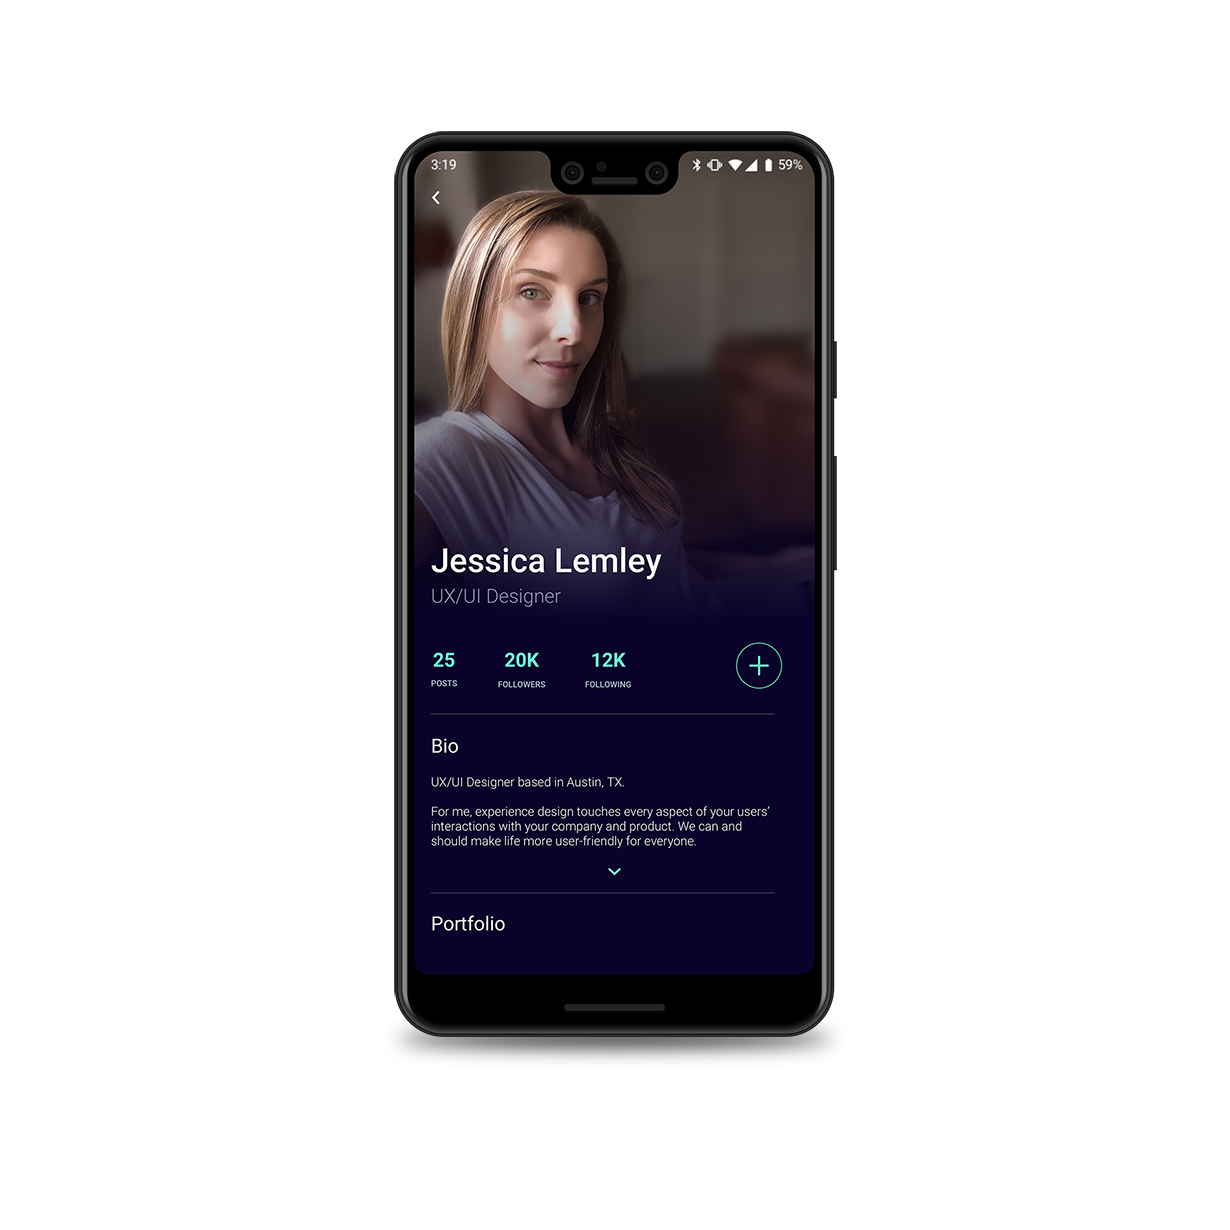 3:19
59%
Jessica Lemley
UX/UI Designer
25 20K 12K
POSTS FOLLOWERS FOLLOWING
Bio
UX/UI Designer based in Austin, TX.
For me, experience design touches every aspect of your users’
interactions with your company and product. We can and
should make life more user-friendly for everyone.
Portfolio